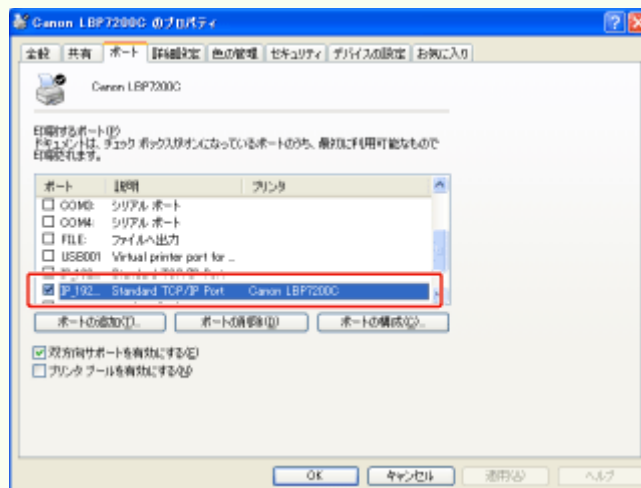 Canon LBP7200C のプロパティ
全般 共有 ポート 詳細設定 色の管理 セキュリティ デバイスの設定 お気に入り
Canon LBP7200C
印刷するポート(P)
ドキュメントは、チェック ボックスがオンになっているポートのうち、最初に利用可能なもので
印刷されます。
ポート 説明 プリンタ
COM3: シリアル ポート
COM4: シリアル ポート
FILE: ファイルへ出力
USB001 Virtual printer port for ...
IP_192... Standard TCP/IP Port
IP_192... Standard TCP/IP Port Canon LBP7200C
ポートの追加(T)... ポートの削除(D) ポートの構成(C)...
双方向サポートを有効にする(E)
プリンタ プールを有効にする(N)
OK キャンセル 適用(A) ヘルプ